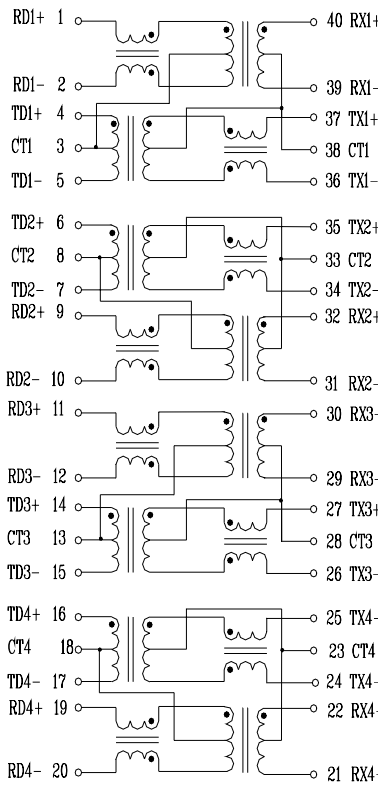 RD1+ 1 40 RX1+
RD1- 2 39 RX1-
TD1+ 4 37 TX1+
CT1 3 38 CT1
TD1- 5 36 TX1-
TD2+ 6 35 TX2+
CT2 8 33 CT2
TD2- 7 34 TX2-
RD2+ 9 32 RX2+
RD2- 10 31 RX2-
RD3+ 11 30 RX3-
RD3- 12 29 RX3-
TD3+ 14 27 TX3+
CT3 13 28 CT3
TD3- 15 26 TX3-
TD4+ 16 25 TX4-
CT4 18 23 CT4
TD4- 17 24 TX4-
RD4+ 19 22 RX4-
RD4- 20 21 RX4-